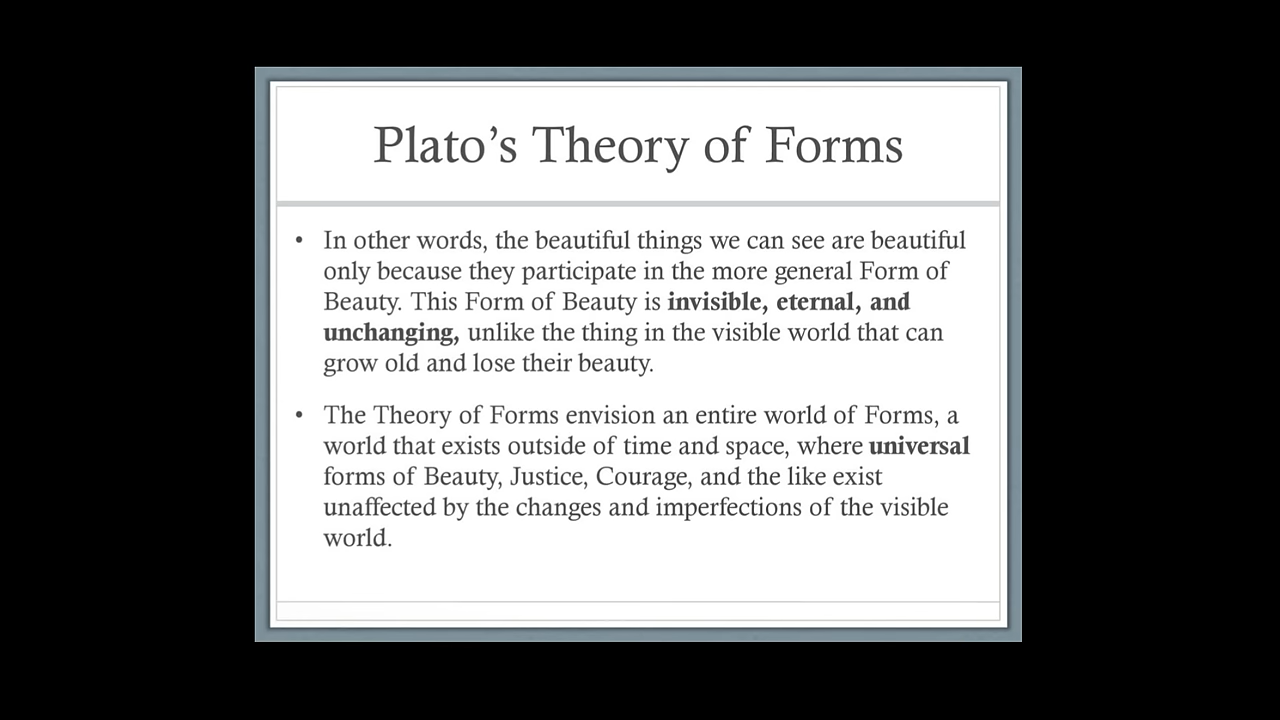 Plato’s Theory of Forms
• In other words, the beautiful things we can see are beautiful
only because they participate in the more general Form of
Beauty. This Form of Beauty is invisible, eternal, and
unchanging, unlike the thing in the visible world that can
grow old and lose their beauty.
• The Theory of Forms envision an entire world of Forms, a
world that exists outside of time and space, where universal
forms of Beauty, Justice, Courage, and the like exist
unaffected by the changes and imperfections of the visible
world.